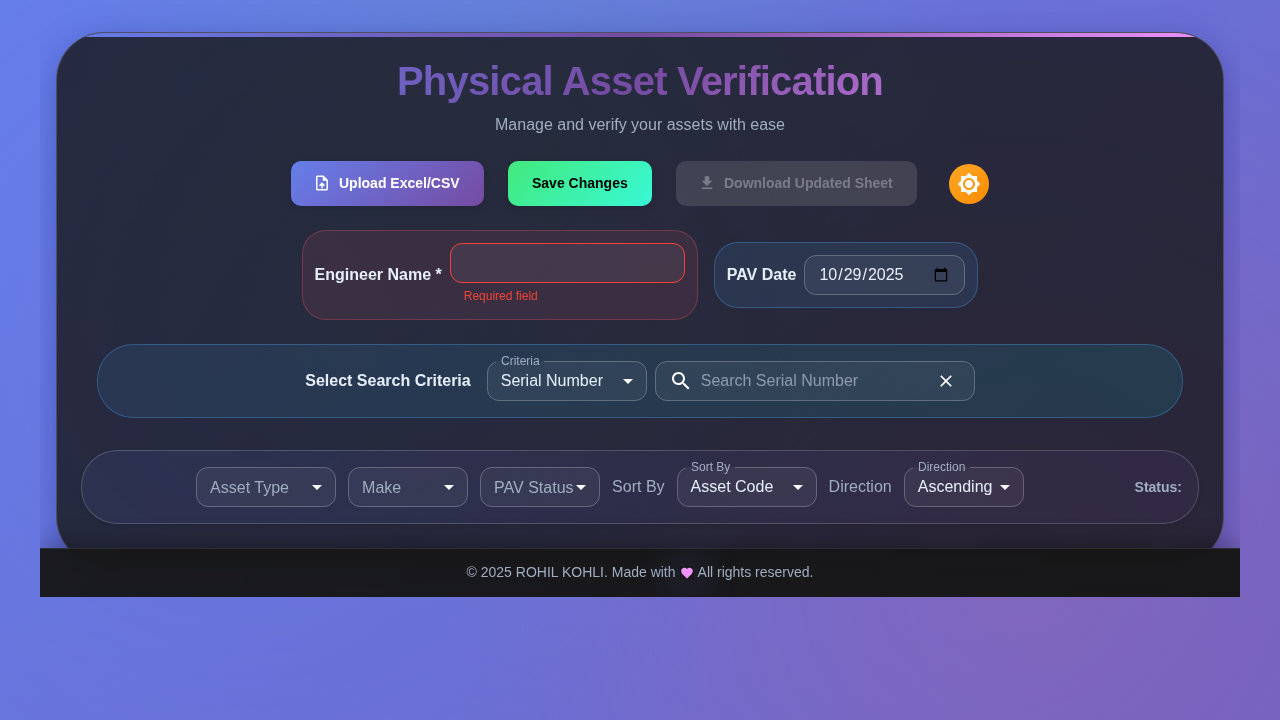 Physical Asset Verification
Manage and verify your assets with ease
Upload Excel/CSV
Save Changes
Download Updated Sheet
Engineer Name *
Required field
PAV Date
10/29/2025
Select Search Criteria
Criteria
Serial Number
Search Serial Number
Asset Type
Make
PAV Status
Sort By
Sort By
Asset Code
Direction
Direction
Ascending
Status:
© 2025 ROHIL KOHLI. Made with All rights reserved.